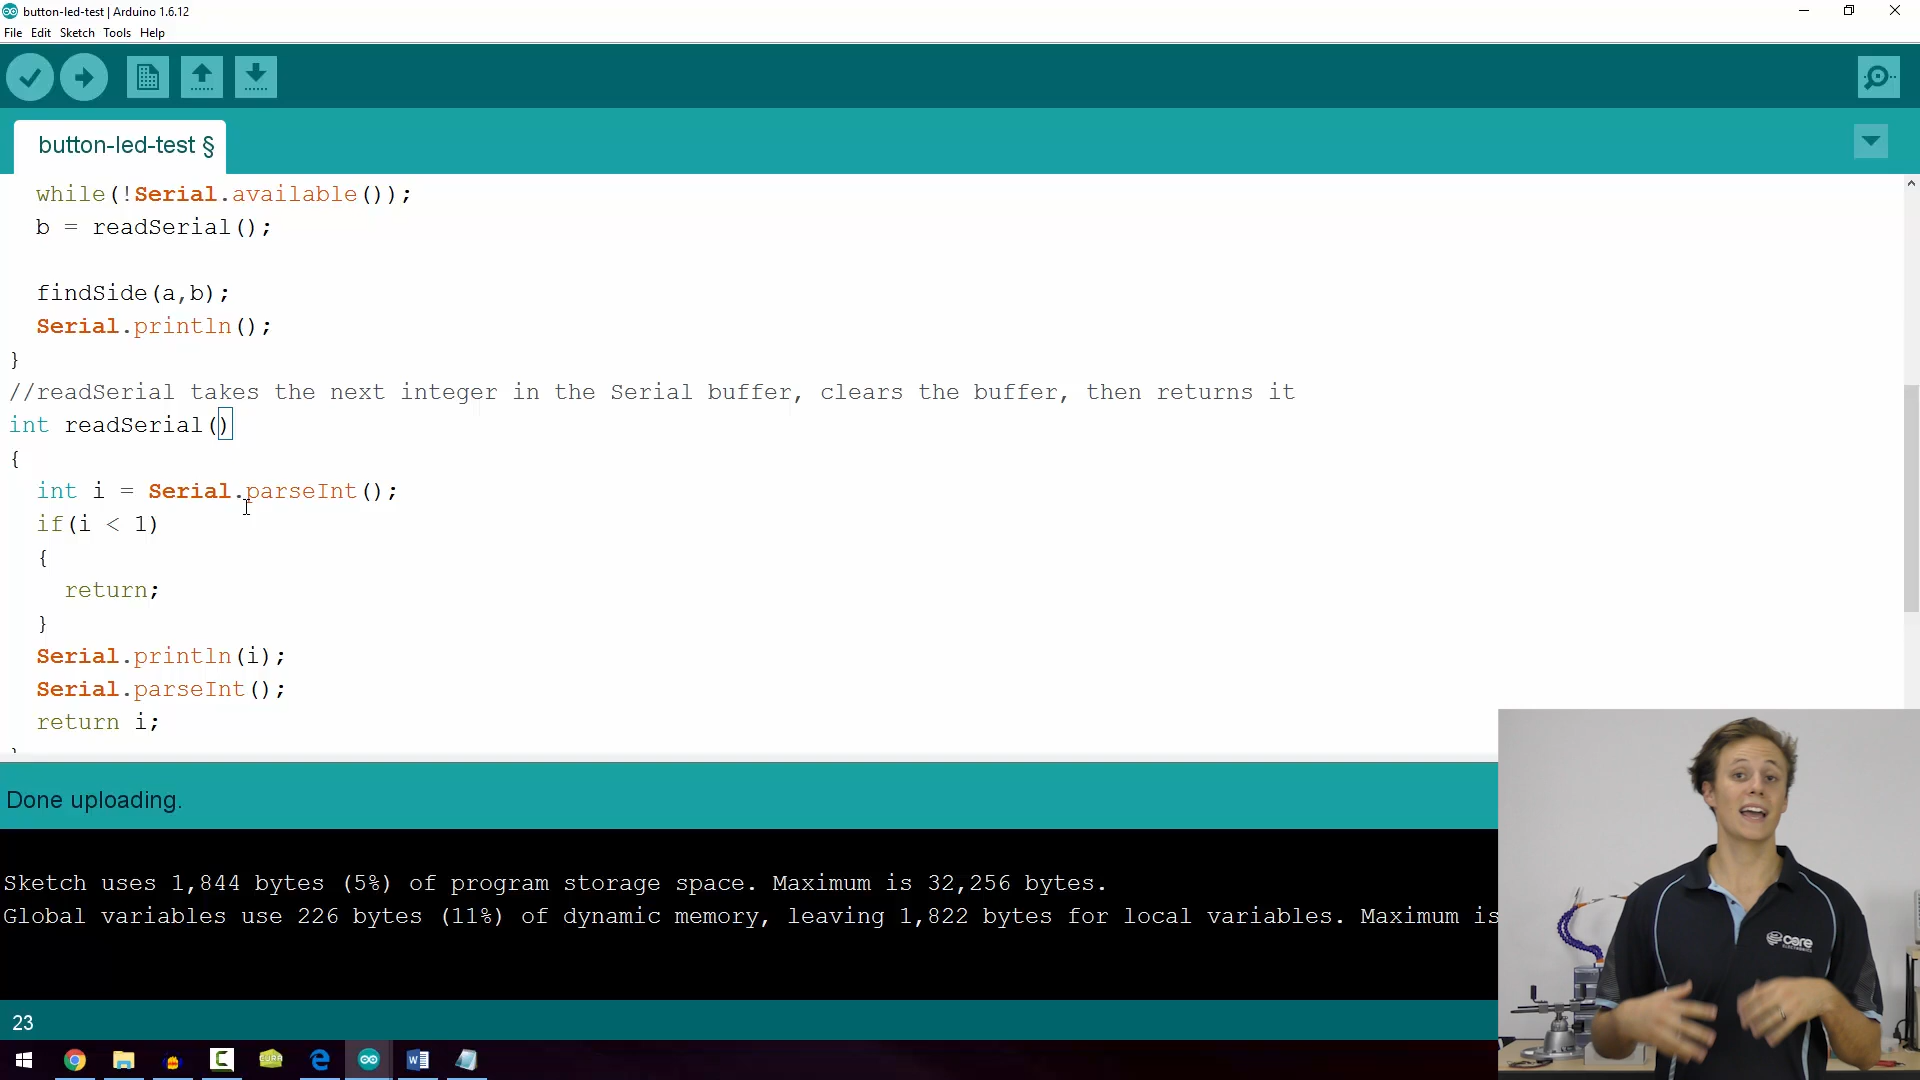 button-led-test | Arduino 1.6.12
File Edit Sketch Tools Help
button-led-test §
while(!Serial.available());
b = readSerial();
findSide(a,b);
Serial.println();
}
//readSerial takes the next integer in the Serial buffer, clears the buffer, then returns it
int readSerial()
{
int i = Serial.parseInt();
if(i < 1)
{
return;
}
Serial.println(i);
Serial.parseInt();
return i;
Done uploading.
Sketch uses 1,844 bytes (5%) of program storage space. Maximum is 32,256 bytes.
Global variables use 226 bytes (11%) of dynamic memory, leaving 1,822 bytes for local variables. Maximum is
core
ELECTRONICS
23
CURA